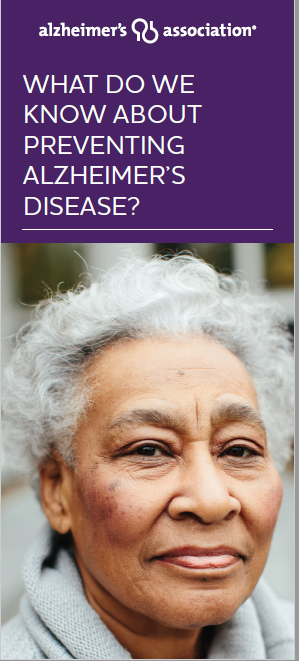 alzheimer's association®
WHAT DO WE
KNOW ABOUT
PREVENTING
ALZHEIMER'S
DISEASE?